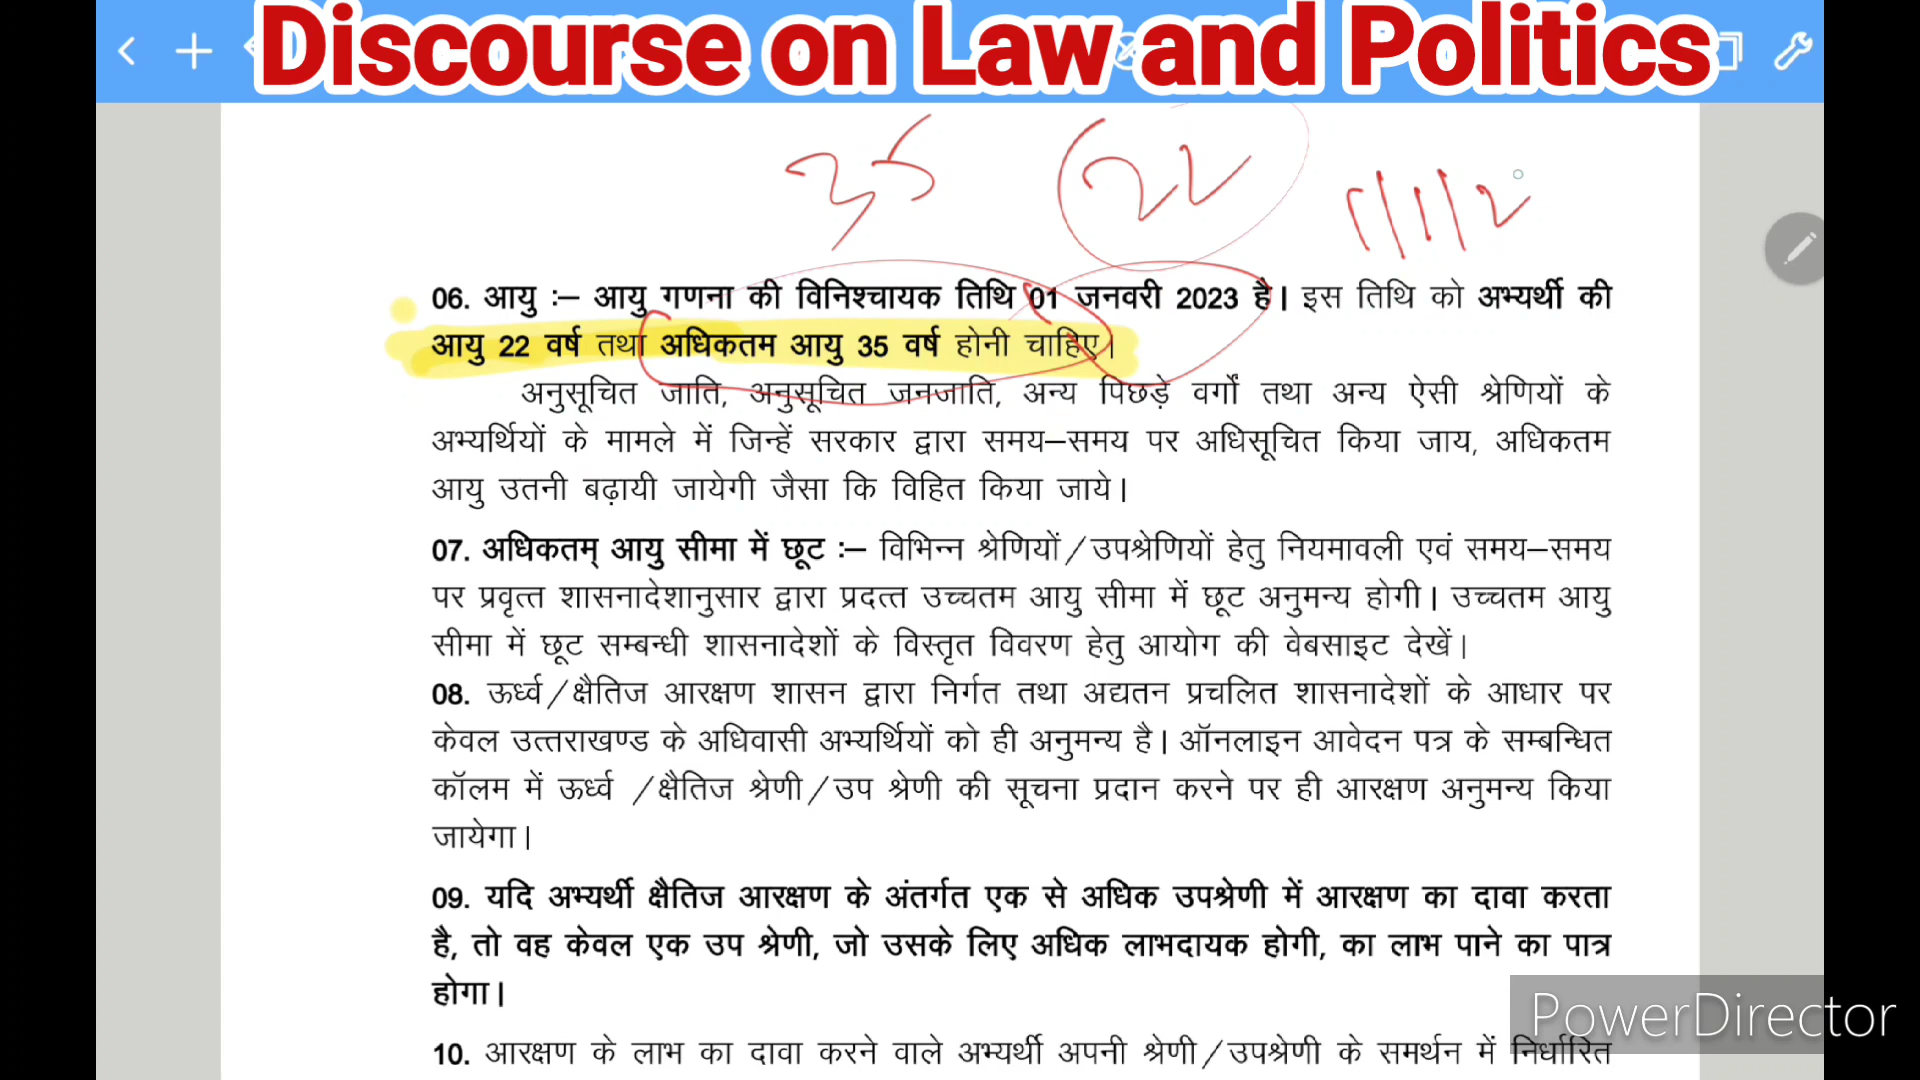 Discourse on Law and Politics
35 22 1/1/2
06. आयु :– आयु गणना की विनिश्चायक तिथि 01 जनवरी 2023 है। इस तिथि को अभ्यर्थी की
आयु 22 वर्ष तथा अधिकतम आयु 35 वर्ष होनी चाहिए।
अनुसूचित जाति, अनुसूचित जनजाति, अन्य पिछड़े वर्गों तथा अन्य ऐसी श्रेणियों के
अभ्यर्थियों के मामले में जिन्हें सरकार द्वारा समय–समय पर अधिसूचित किया जाय, अधिकतम
आयु उतनी बढ़ायी जायेगी जैसा कि विहित किया जाये।
07. अधिकतम् आयु सीमा में छूट :– विभिन्न श्रेणियों/उपश्रेणियों हेतु नियमावली एवं समय–समय
पर प्रवृत्त शासनादेशानुसार द्वारा प्रदत्त उच्चतम आयु सीमा में छूट अनुमन्य होगी। उच्चतम आयु
सीमा में छूट सम्बन्धी शासनादेशों के विस्तृत विवरण हेतु आयोग की वेबसाइट देखें।
08. ऊर्ध्व/क्षैतिज आरक्षण शासन द्वारा निर्गत तथा अद्यतन प्रचलित शासनादेशों के आधार पर
केवल उत्तराखण्ड के अधिवासी अभ्यर्थियों को ही अनुमन्य है। ऑनलाइन आवेदन पत्र के सम्बन्धित
कॉलम में ऊर्ध्व /क्षैतिज श्रेणी/उप श्रेणी की सूचना प्रदान करने पर ही आरक्षण अनुमन्य किया
जायेगा।
09. यदि अभ्यर्थी क्षैतिज आरक्षण के अंतर्गत एक से अधिक उपश्रेणी में आरक्षण का दावा करता
है, तो वह केवल एक उप श्रेणी, जो उसके लिए अधिक लाभदायक होगी, का लाभ पाने का पात्र
होगा।
PowerDirector
10. आरक्षण के लाभ का दावा करने वाले अभ्यर्थी अपनी श्रेणी/उपश्रेणी के समर्थन में निर्धारित